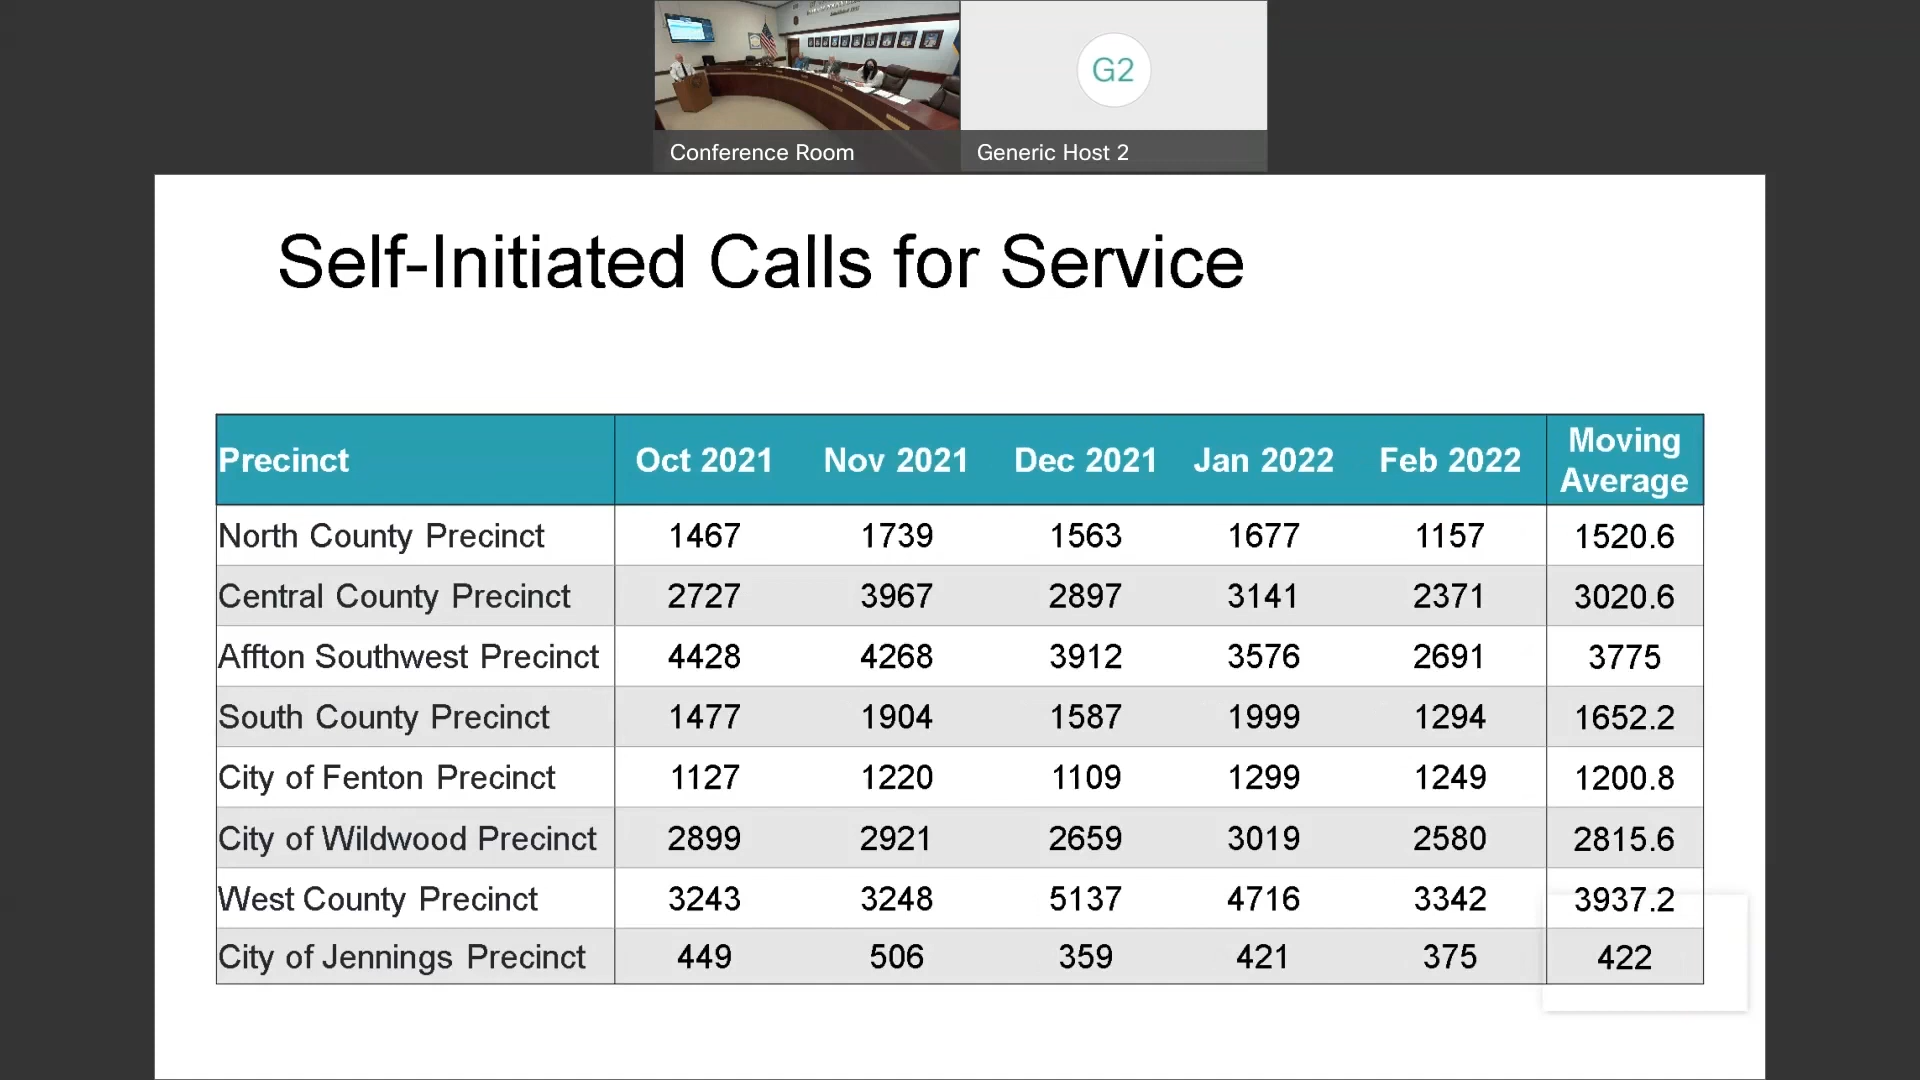 G2
Conference Room
Generic Host 2
Self-Initiated Calls for Service
Precinct Oct 2021 Nov 2021 Dec 2021 Jan 2022 Feb 2022 Moving Average
North County Precinct 1467 1739 1563 1677 1157 1520.6
Central County Precinct 2727 3967 2897 3141 2371 3020.6
Affton Southwest Precinct 4428 4268 3912 3576 2691 3775
South County Precinct 1477 1904 1587 1999 1294 1652.2
City of Fenton Precinct 1127 1220 1109 1299 1249 1200.8
City of Wildwood Precinct 2899 2921 2659 3019 2580 2815.6
West County Precinct 3243 3248 5137 4716 3342 3937.2
City of Jennings Precinct 449 506 359 421 375 422